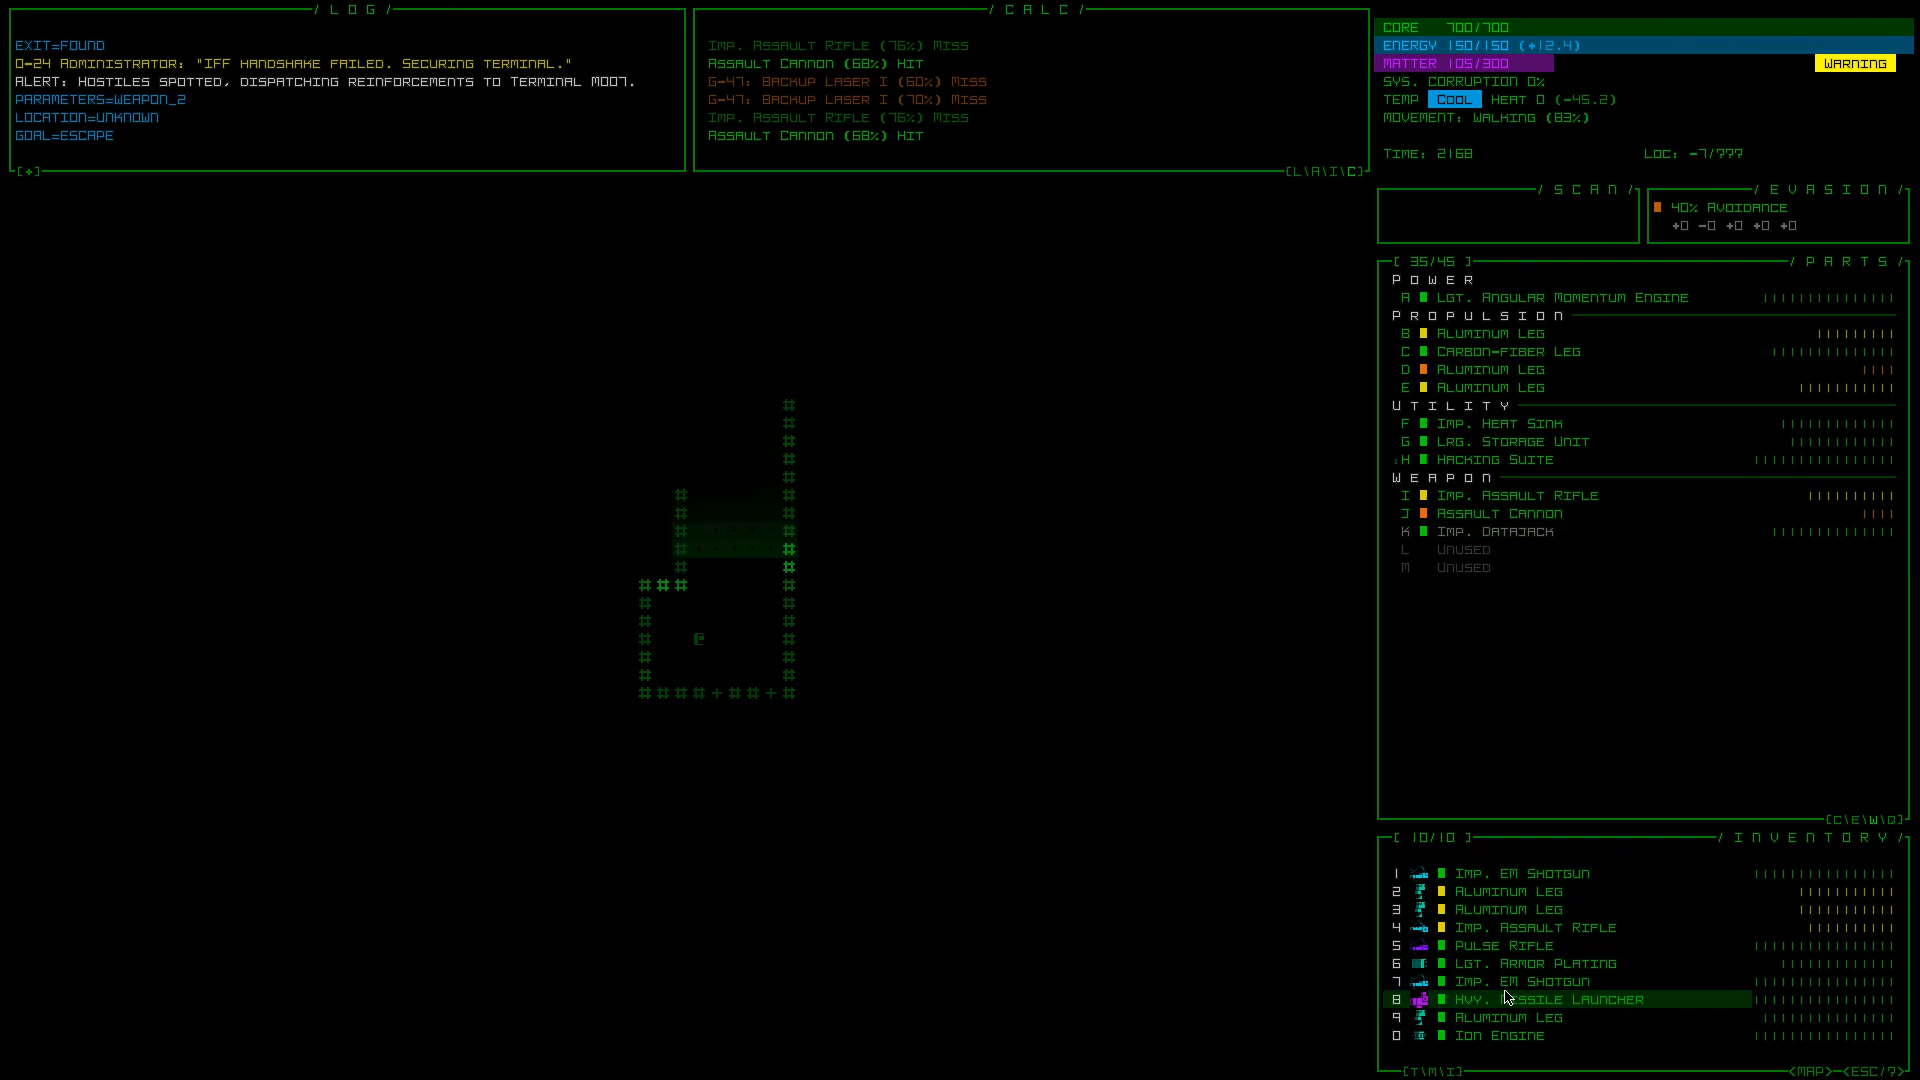 / L O G /
EXIT=FOUND
O-24 ADMINISTRATOR: "IFF HANDSHAKE FAILED. SECURING TERMINAL."
ALERT: HOSTILES SPOTTED, DISPATCHING REINFORCEMENTS TO TERMINAL M007.
PARAMETERS=WEAPON_2
LOCATION=UNKNOWN
GOAL=ESCAPE
[+]
/ C A L C /
IMP. ASSAULT RIFLE (76%) MISS
ASSAULT CANNON (68%) HIT
G-47: BACKUP LASER I (60%) MISS
G-47: BACKUP LASER I (70%) MISS
IMP. ASSAULT RIFLE (76%) MISS
ASSAULT CANNON (68%) HIT
[L\A\I\C]
CORE 700/700
ENERGY 150/150 (+12.4)
MATTER 105/300 WARNING
SYS. CORRUPTION 0%
TEMP COOL HEAT 0 (-45.2)
MOVEMENT: WALKING (83%)
TIME: 2168 LOC: -7/???
/ S C A N /
/ E V A S I O N /
40% AVOIDANCE
+0 -0 +0 +0 +0
[ 35/45 ] / P A R T S /
P O W E R
A LGT. ANGULAR MOMENTUM ENGINE
P R O P U L S I O N
B ALUMINUM LEG
C CARBON-FIBER LEG
D ALUMINUM LEG
E ALUMINUM LEG
U T I L I T Y
F IMP. HEAT SINK
G LRG. STORAGE UNIT
:H HACKING SUITE
W E A P O N
I IMP. ASSAULT RIFLE
J ASSAULT CANNON
K IMP. DATAJACK
L UNUSED
M UNUSED
[C\E\W\Q]
[ 10/10 ] / I N V E N T O R Y /
1 IMP. EM SHOTGUN
2 ALUMINUM LEG
3 ALUMINUM LEG
4 IMP. ASSAULT RIFLE
5 PULSE RIFLE
6 LGT. ARMOR PLATING
7 IMP. EM SHOTGUN
8 HVY. MISSILE LAUNCHER
9 ALUMINUM LEG
0 ION ENGINE
[T\M\I] <MAP>-<ESC/?>